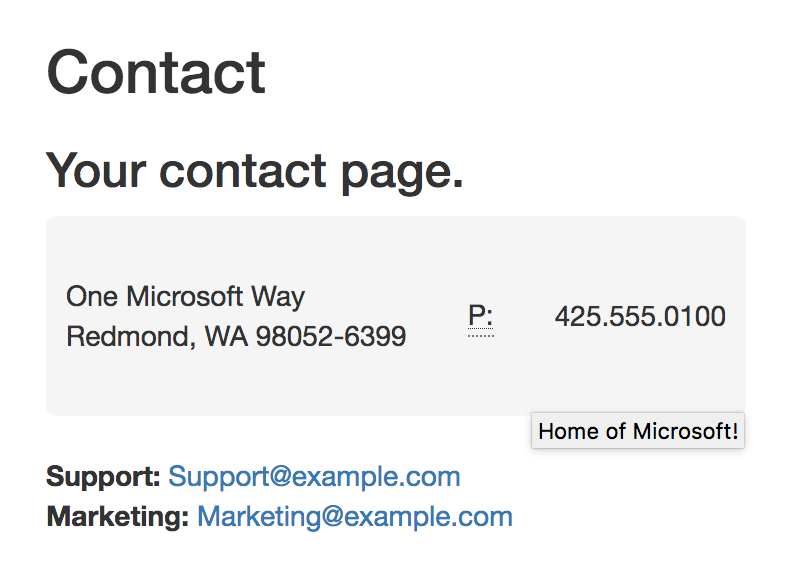 Contact
Your contact page.
One Microsoft Way
Redmond, WA 98052-6399
P:
425.555.0100
Home of Microsoft!
Support: Support@example.com
Marketing: Marketing@example.com